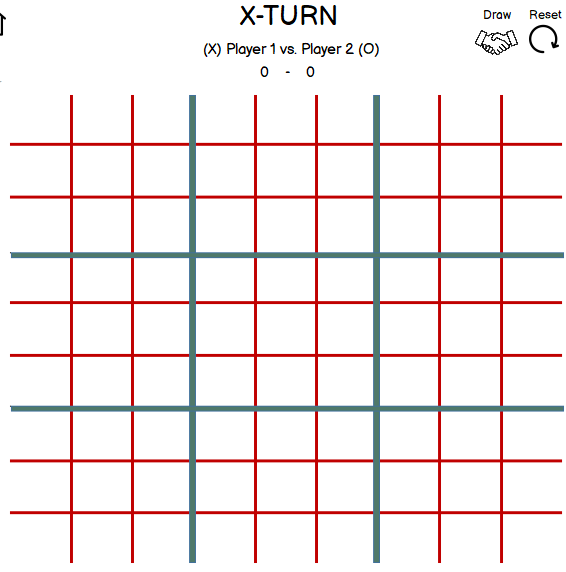 X-TURN
Draw
Reset
(X) Player 1 vs. Player 2 (O)
0 - 0